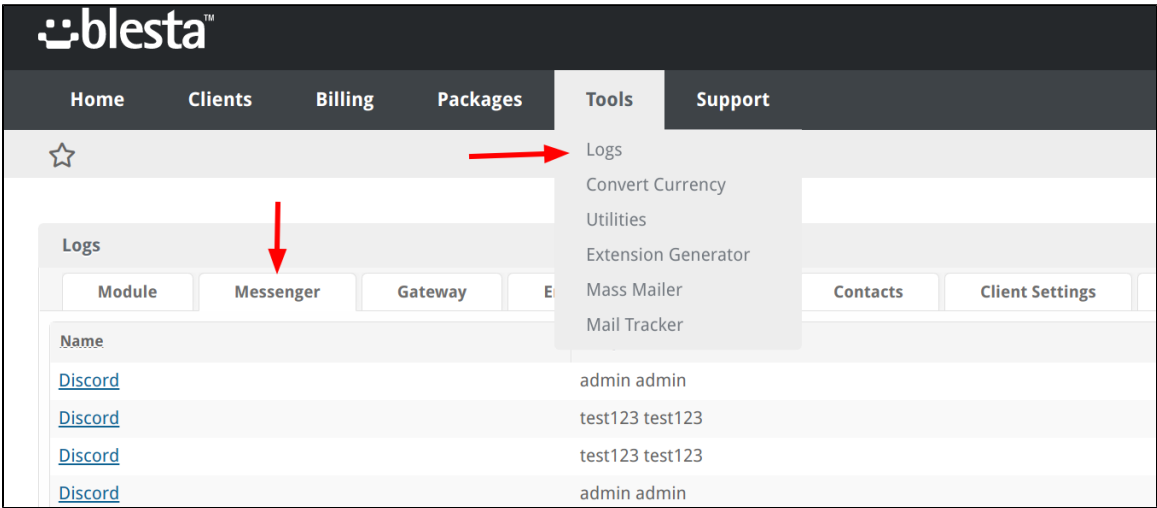 blesta™
Home Clients Billing Packages Tools Support
Logs
Convert Currency
Utilities
Extension Generator
Mass Mailer
Mail Tracker
Logs
Module Messenger Gateway Contacts Client Settings
Name
Discord admin admin
Discord test123 test123
Discord test123 test123
Discord admin admin